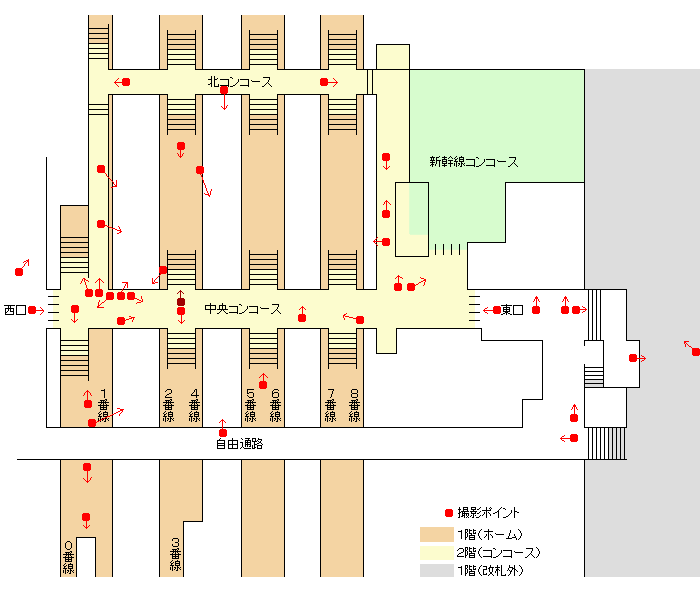 北コンコース
新幹線コンコース
西口
中央コンコース
東口
1番線
2番線
4番線
5番線
6番線
7番線
8番線
自由通路
0番線
3番線
撮影ポイント
1階(ホーム)
2階(コンコース)
1階(改札外)